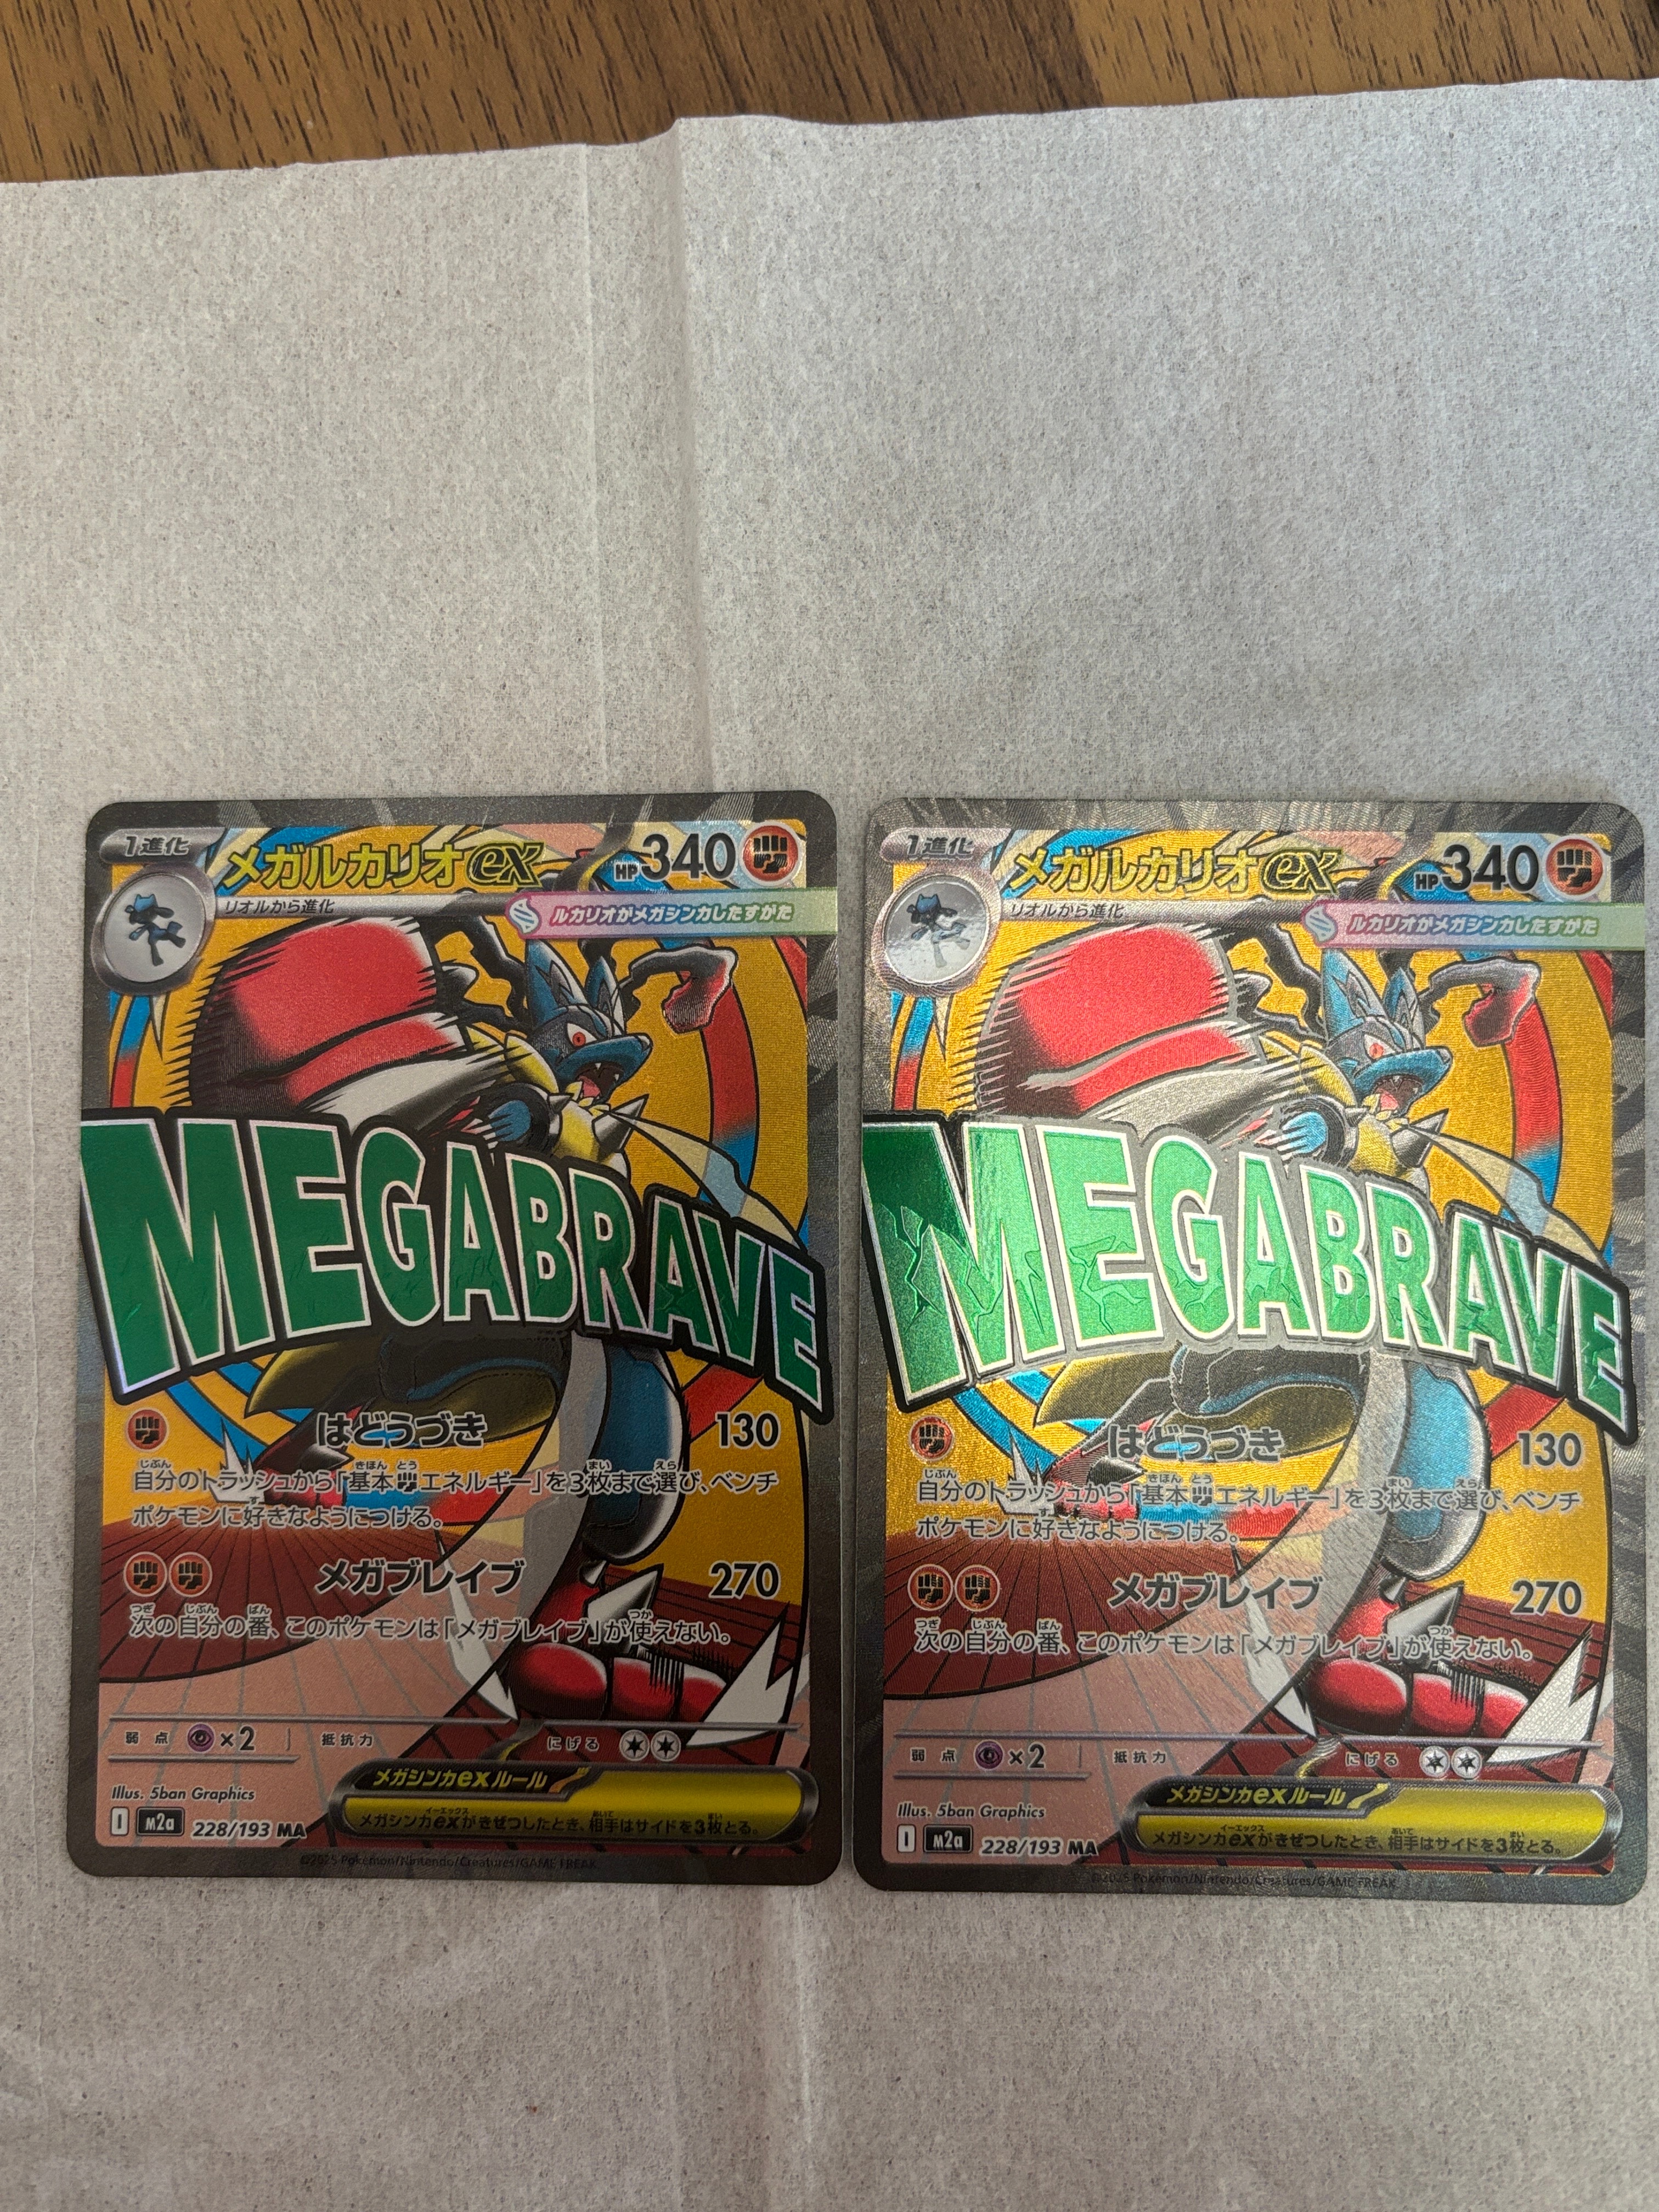 1進化
メガルカリオex
HP340
リオルから進化
ルカリオがメガシンカしたすがた
MEGABRAVE
はどうづき 130
自分のトラッシュから「基本エネルギー」を3枚まで選び、ベンチ
ポケモンに好きなようにつける。
メガブレイブ 270
次の自分の番、このポケモンは「メガブレイブ」が使えない。
弱点 ×2 抵抗力 にげる
メガシンカexルール
メガシンカexがきぜつしたとき、相手はサイドを3枚とる。
Illus. 5ban Graphics
I m2a 228/193 MA
©2025 Pokémon/Nintendo/Creatures/GAME FREAK
1進化
メガルカリオex
HP340
リオルから進化
ルカリオがメガシンカしたすがた
MEGABRAVE
はどうづき 130
自分のトラッシュから「基本エネルギー」を3枚まで選び、ベンチ
ポケモンに好きなようにつける。
メガブレイブ 270
次の自分の番、このポケモンは「メガブレイブ」が使えない。
弱点 ×2 抵抗力 にげる
メガシンカexルール
メガシンカexがきぜつしたとき、相手はサイドを3枚とる。
Illus. 5ban Graphics
I m2a 228/193 MA
©2025 Pokémon/Nintendo/Creatures/GAME FREAK